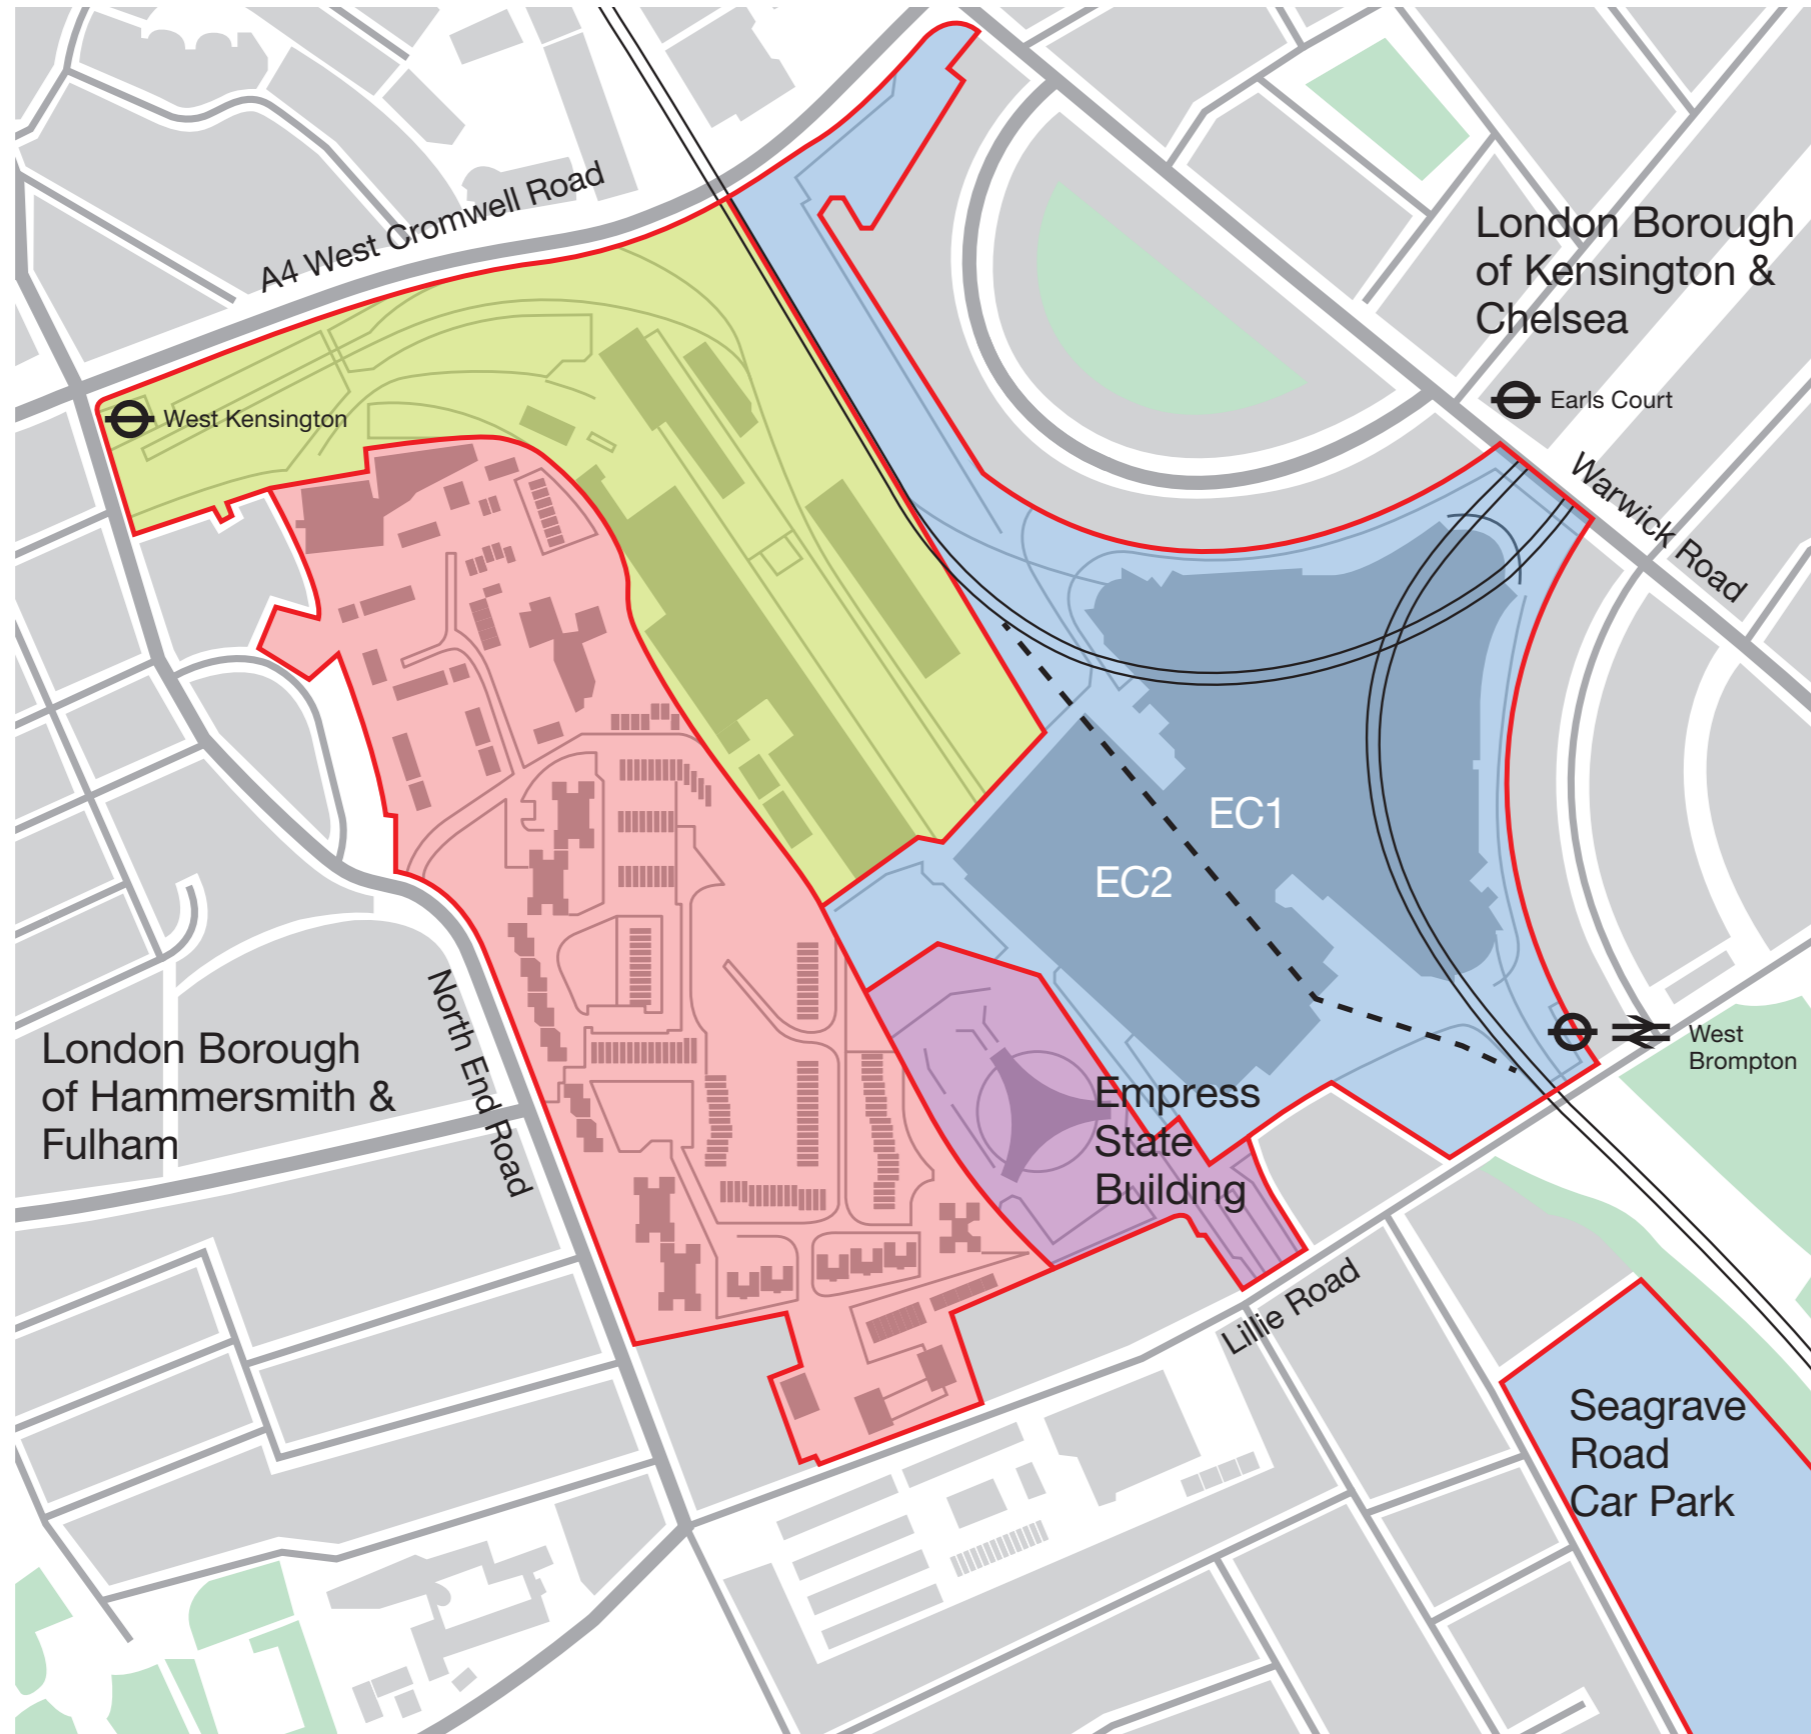 A4 West Cromwell Road
London Borough
of Kensington &
Chelsea
Earls Court
West Kensington
Warwick Road
EC1
EC2
North End Road
London Borough
of Hammersmith &
Fulham
West
Brompton
Empress
State
Building
Lillie Road
Seagrave
Road
Car Park